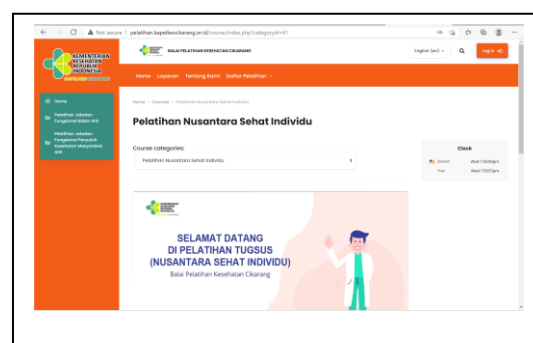 Not secure | pelatihan.bapelkescikarang.or.id/course/index.php?categoryid=61
KEMENTERIAN
KESEHATAN
REPUBLIK
INDONESIA
BALAI PELATIHAN KESEHATAN CIKARANG
English (en)
Log in
Home Layanan Tentang Kami Daftar Pelatihan
Home
Pelatihan Jabatan
Fungsional Bidan Ahli
Pelatihan Jabatan
Fungsional Penyuluh
Kesehatan Masyarakat
Ahli
Home Courses Pelatihan Nusantara Sehat Individu
Pelatihan Nusantara Sehat Individu
Course categories:
Pelatihan Nusantara Sehat Individu
Clock
Server
You
SELAMAT DATANG
DI PELATIHAN TUGSUS
(NUSANTARA SEHAT INDIVIDU)
Balai Pelatihan Kesehatan Cikarang